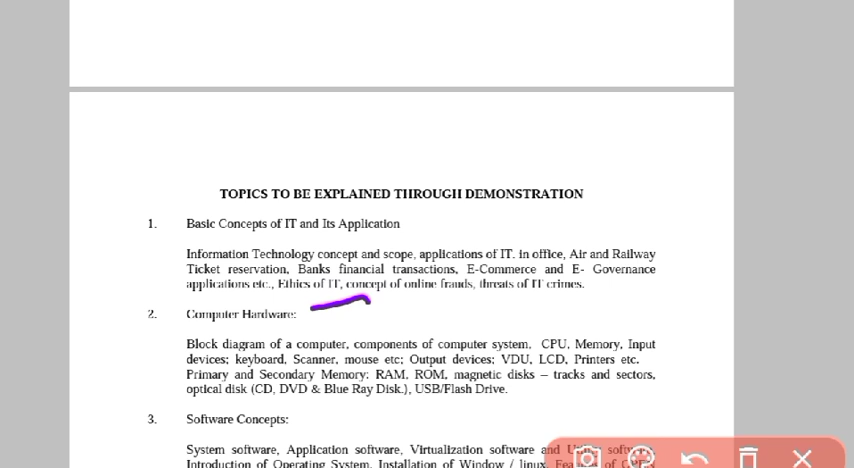 TOPICS TO BE EXPLAINED THROUGH DEMONSTRATION
1. Basic Concepts of IT and Its Application
Information Technology concept and scope, applications of IT. in office, Air and Railway
Ticket reservation, Banks financial transactions, E-Commerce and E- Governance
applications etc., Ethics of IT, concept of online frauds, threats of IT crimes.
2. Computer Hardware:
Block diagram of a computer, components of computer system, CPU, Memory, Input
devices; keyboard, Scanner, mouse etc; Output devices; VDU, LCD, Printers etc.
Primary and Secondary Memory: RAM, ROM, magnetic disks – tracks and sectors,
optical disk (CD, DVD & Blue Ray Disk.), USB/Flash Drive.
3. Software Concepts:
System software, Application software, Virtualization software and
Introduction of Operating System, Installation of Window / linux,